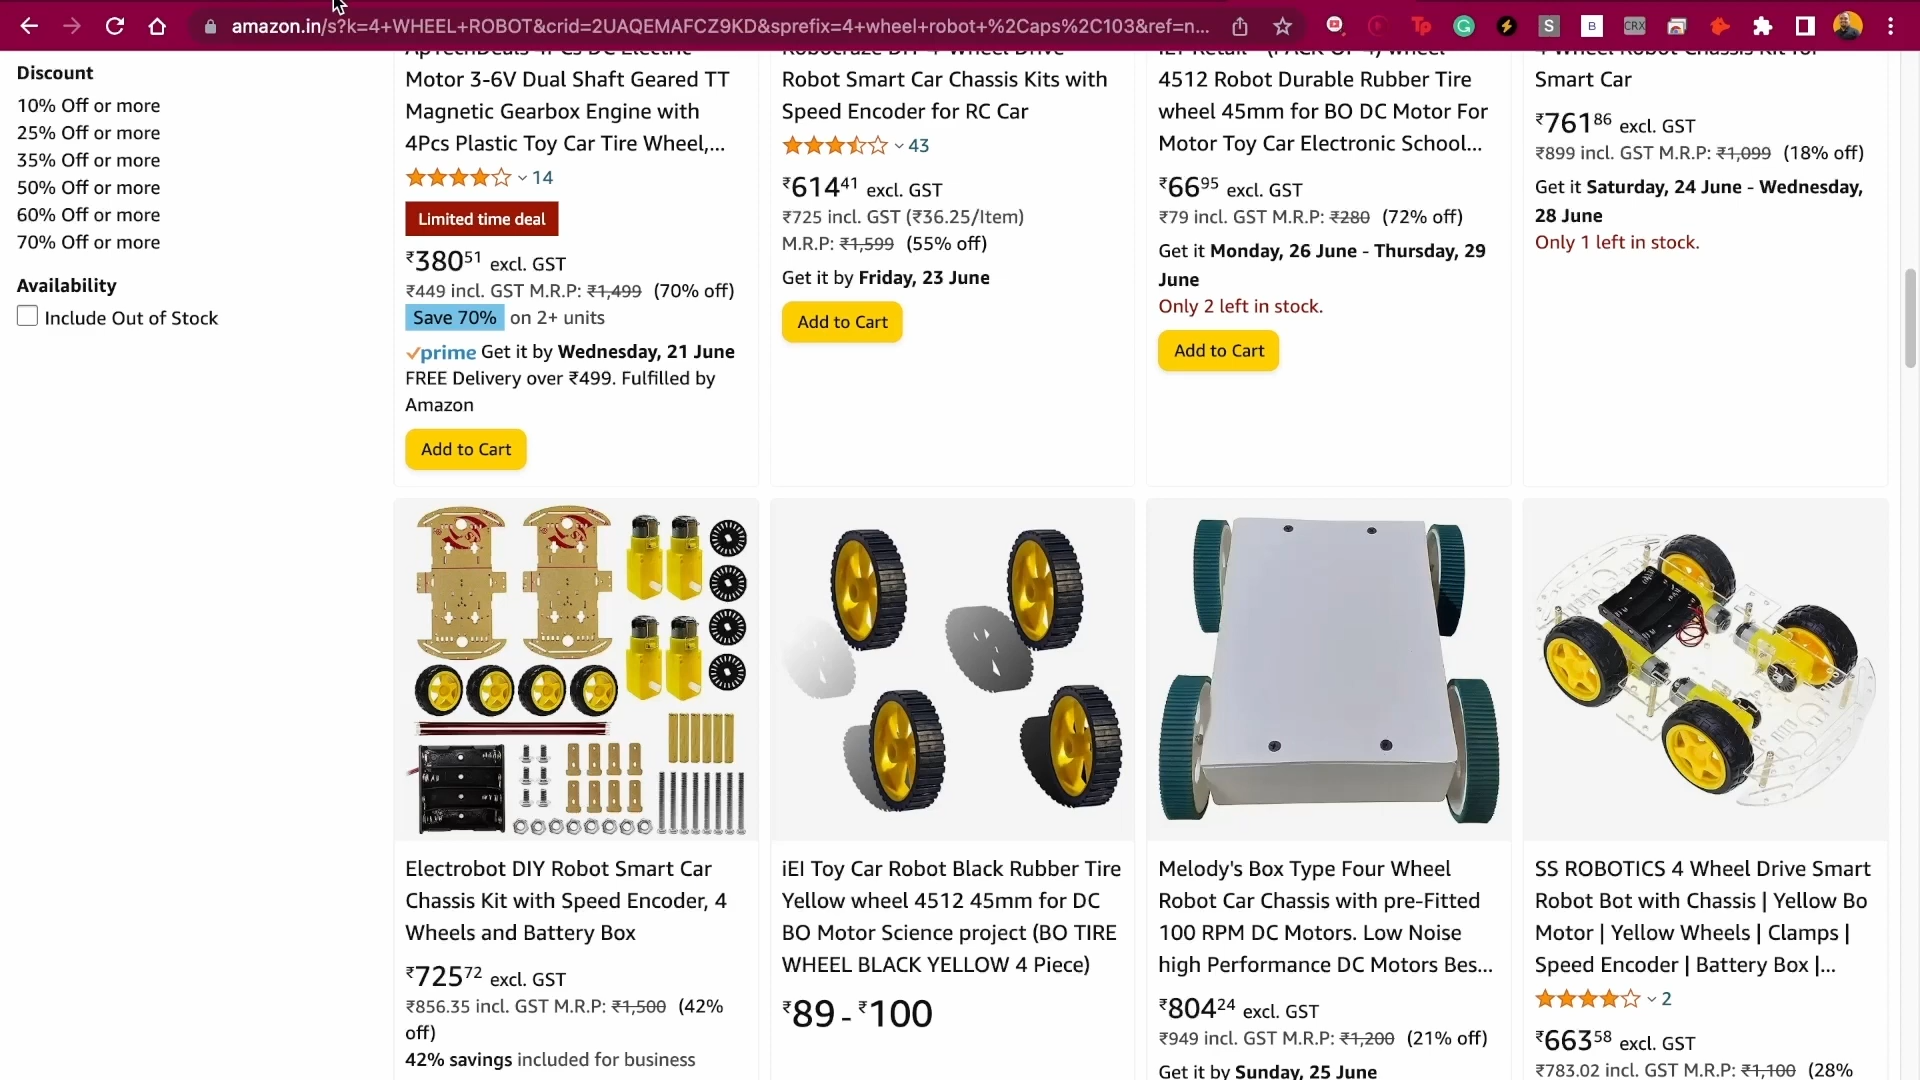 amazon.in/s?k=4+WHEEL+ROBOT&crid=2UAQEMAFCZ9KD&sprefix=4+wheel+robot+%2Caps%2C103&ref=n...
Discount
10% Off or more
25% Off or more
35% Off or more
50% Off or more
60% Off or more
70% Off or more
Availability
Include Out of Stock
ApTechDeals 4Pcs DC Electric
Motor 3-6V Dual Shaft Geared TT
Magnetic Gearbox Engine with
4Pcs Plastic Toy Car Tire Wheel,...
14
Limited time deal
₹380.51 excl. GST
₹449 incl. GST M.R.P: ₹1,499 (70% off)
Save 70% on 2+ units
prime Get it by Wednesday, 21 June
FREE Delivery over ₹499. Fulfilled by
Amazon
Add to Cart
Robocraze DIY 4 Wheel Drive
Robot Smart Car Chassis Kits with
Speed Encoder for RC Car
43
₹614.41 excl. GST
₹725 incl. GST (₹36.25/Item)
M.R.P: ₹1,599 (55% off)
Get it by Friday, 23 June
Add to Cart
Retail (PACK OF 4) wheel
4512 Robot Durable Rubber Tire
wheel 45mm for BO DC Motor For
Motor Toy Car Electronic School...
₹66.95 excl. GST
₹79 incl. GST M.R.P: ₹280 (72% off)
Get it Monday, 26 June - Thursday, 29
June
Only 2 left in stock.
Add to Cart
4 Wheel Robot Chassis Kit for
Smart Car
₹761.86 excl. GST
₹899 incl. GST M.R.P: ₹1,099 (18% off)
Get it Saturday, 24 June - Wednesday,
28 June
Only 1 left in stock.
Electrobot DIY Robot Smart Car
Chassis Kit with Speed Encoder, 4
Wheels and Battery Box
₹725.72 excl. GST
₹856.35 incl. GST M.R.P: ₹1,500 (42%
off)
42% savings included for business
iEI Toy Car Robot Black Rubber Tire
Yellow wheel 4512 45mm for DC
BO Motor Science project (BO TIRE
WHEEL BLACK YELLOW 4 Piece)
₹89 - ₹100
Melody's Box Type Four Wheel
Robot Car Chassis with pre-Fitted
100 RPM DC Motors. Low Noise
high Performance DC Motors Bes...
₹804.24 excl. GST
₹949 incl. GST M.R.P: ₹1,200 (21% off)
Get it by Sunday, 25 June
SS ROBOTICS 4 Wheel Drive Smart
Robot Bot with Chassis | Yellow Bo
Motor | Yellow Wheels | Clamps |
Speed Encoder | Battery Box |...
2
₹663.58 excl. GST
₹783.02 incl. GST M.R.P: ₹1,100 (28%